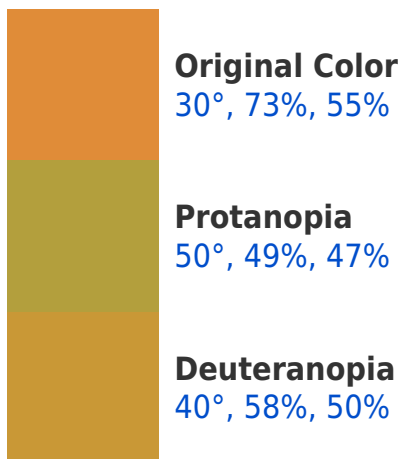 Original Color
30°, 73%, 55%
Protanopia
50°, 49%, 47%
Deuteranopia
40°, 58%, 50%